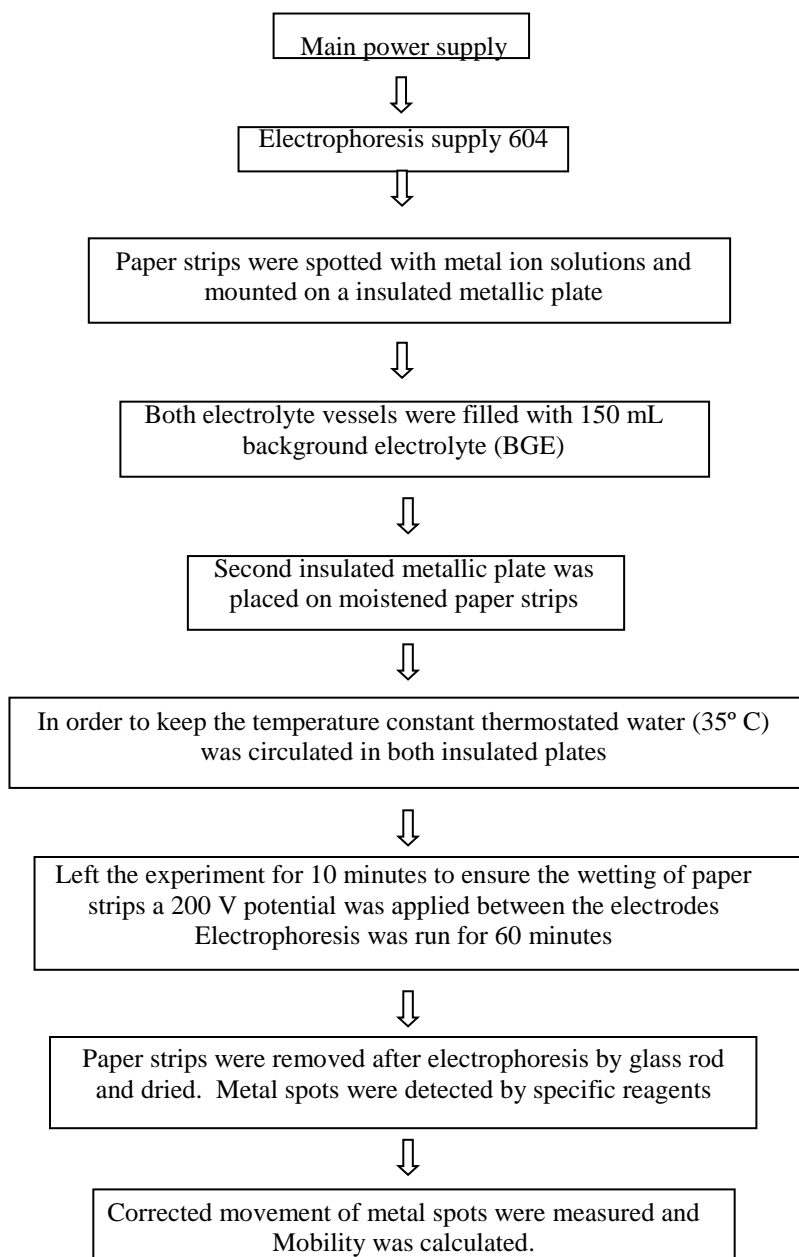 Main power supply
Electrophoresis supply 604
Paper strips were spotted with metal ion solutions and
mounted on a insulated metallic plate
Both electrolyte vessels were filled with 150 mL
background electrolyte (BGE)
Second insulated metallic plate was
placed on moistened paper strips
In order to keep the temperature constant thermostated water (35º C)
was circulated in both insulated plates
Left the experiment for 10 minutes to ensure the wetting of paper
strips a 200 V potential was applied between the electrodes
Electrophoresis was run for 60 minutes
Paper strips were removed after electrophoresis by glass rod
and dried. Metal spots were detected by specific reagents
Corrected movement of metal spots were measured and
Mobility was calculated.